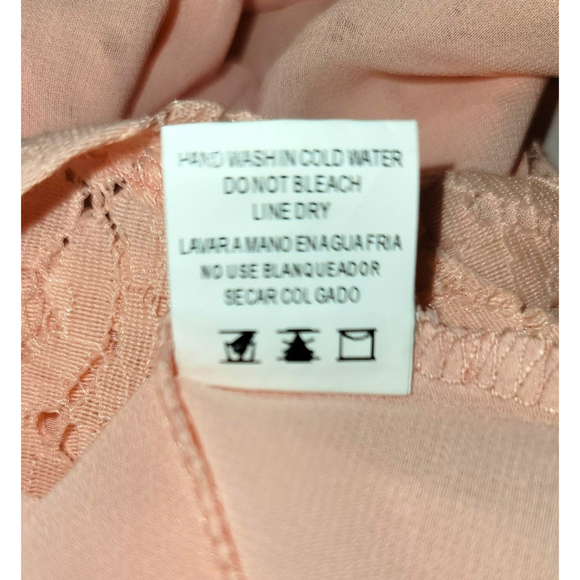 HAND WASH IN COLD WATER
DO NOT BLEACH
LINE DRY
LAVAR A MANO EN AGUA FRIA
NO USE BLANQUEADOR
SECAR COLGADO